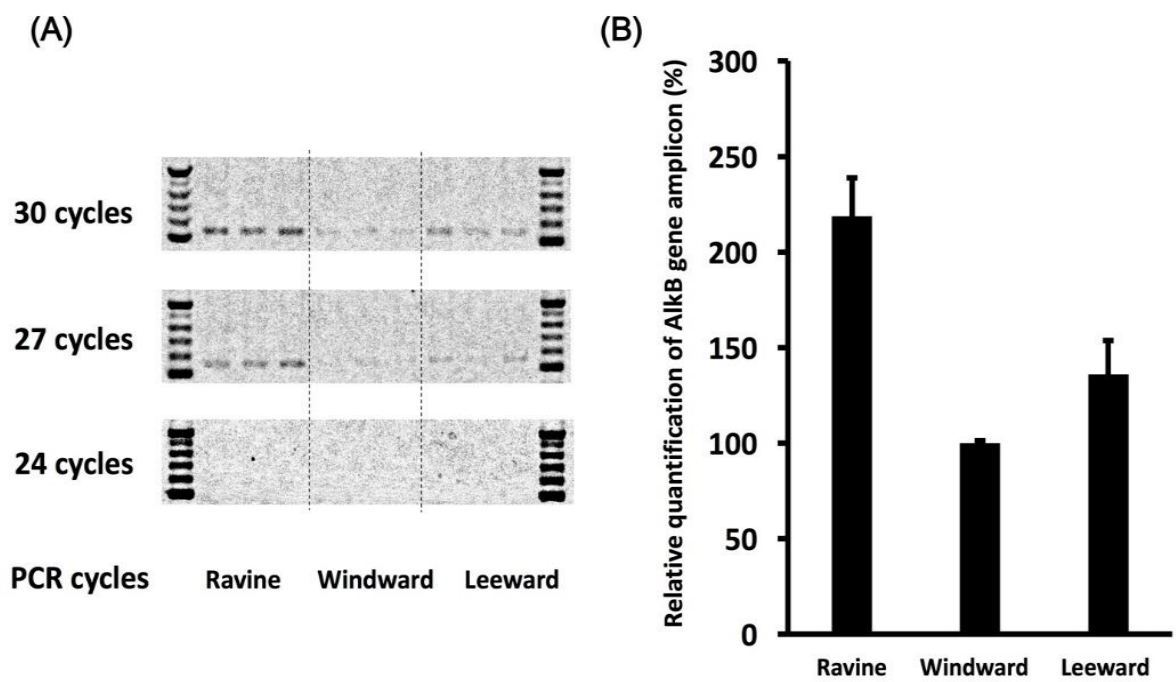 (A)
30 cycles
27 cycles
24 cycles
PCR cycles Ravine Windward Leeward
(B)
Relative quantification of AlkB gene amplicon (%)
300
250
200
150
100
50
0
Ravine Windward Leeward